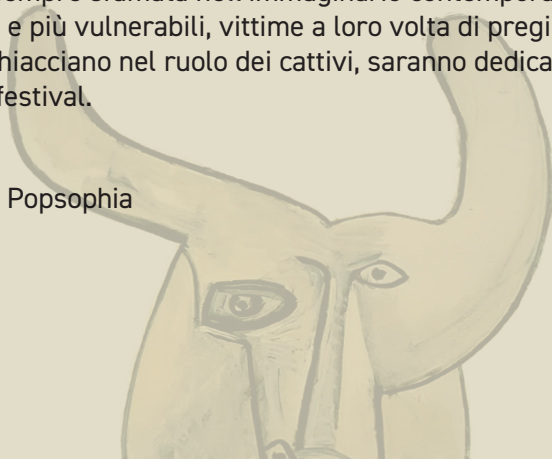 e più vulnerabili, vittime a loro volta di pregi
hiacciano nel ruolo dei cattivi, saranno dedica
festival.
Popsophia